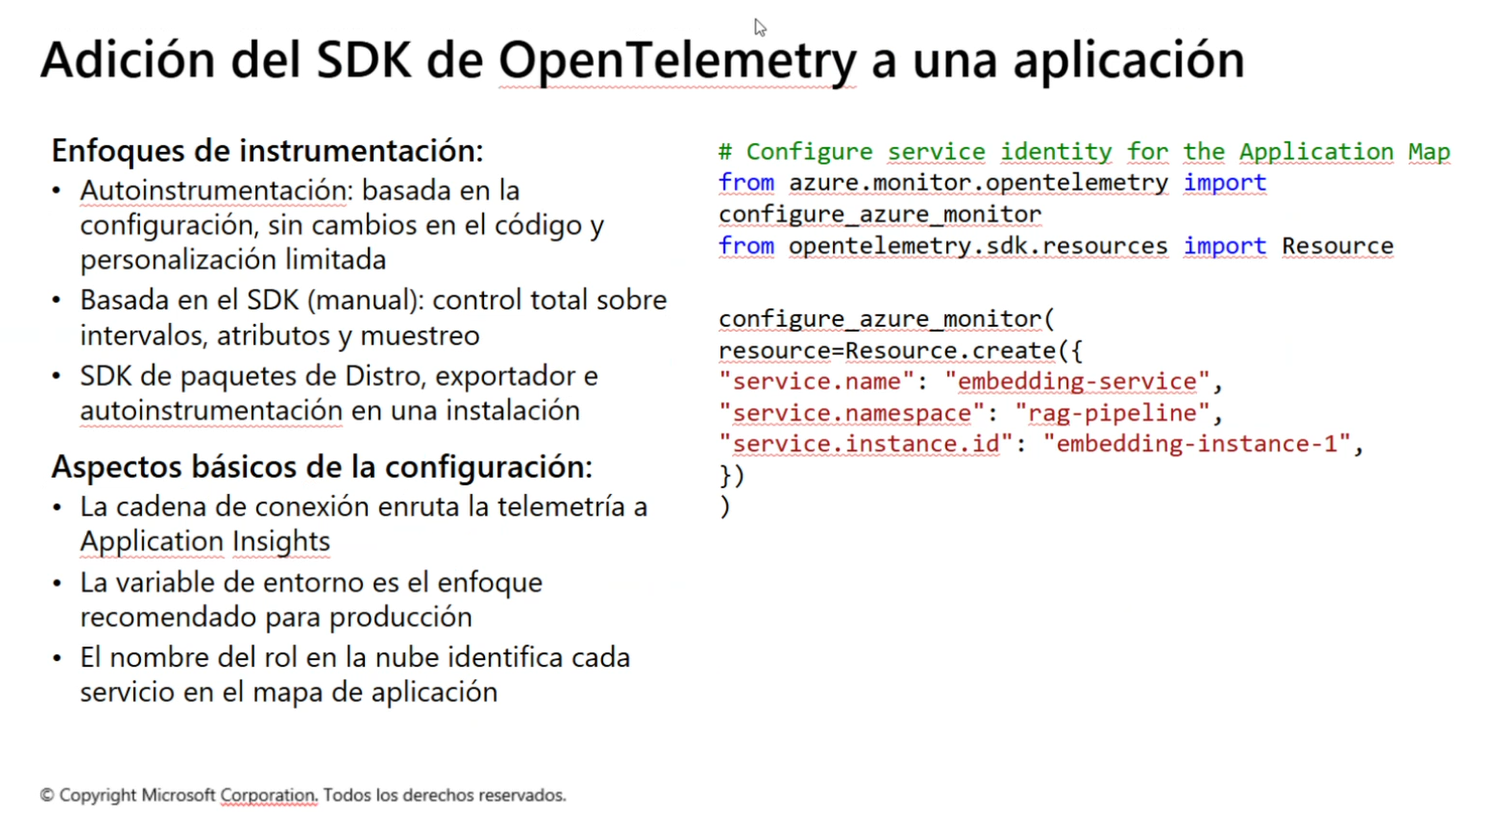 Adición del SDK de OpenTelemetry a una aplicación
Enfoques de instrumentación:
• Autoinstrumentación: basada en la
configuración, sin cambios en el código y
personalización limitada
• Basada en el SDK (manual): control total sobre
intervalos, atributos y muestreo
• SDK de paquetes de Distro, exportador e
autoinstrumentación en una instalación
Aspectos básicos de la configuración:
• La cadena de conexión enruta la telemetría a
Application Insights
• La variable de entorno es el enfoque
recomendado para producción
• El nombre del rol en la nube identifica cada
servicio en el mapa de aplicación
# Configure service identity for the Application Map
from azure.monitor.opentelemetry import
configure_azure_monitor
from opentelemetry.sdk.resources import Resource
configure_azure_monitor(
resource=Resource.create({
"service.name": "embedding-service",
"service.namespace": "rag-pipeline",
"service.instance.id": "embedding-instance-1",
})
)
© Copyright Microsoft Corporation. Todos los derechos reservados.